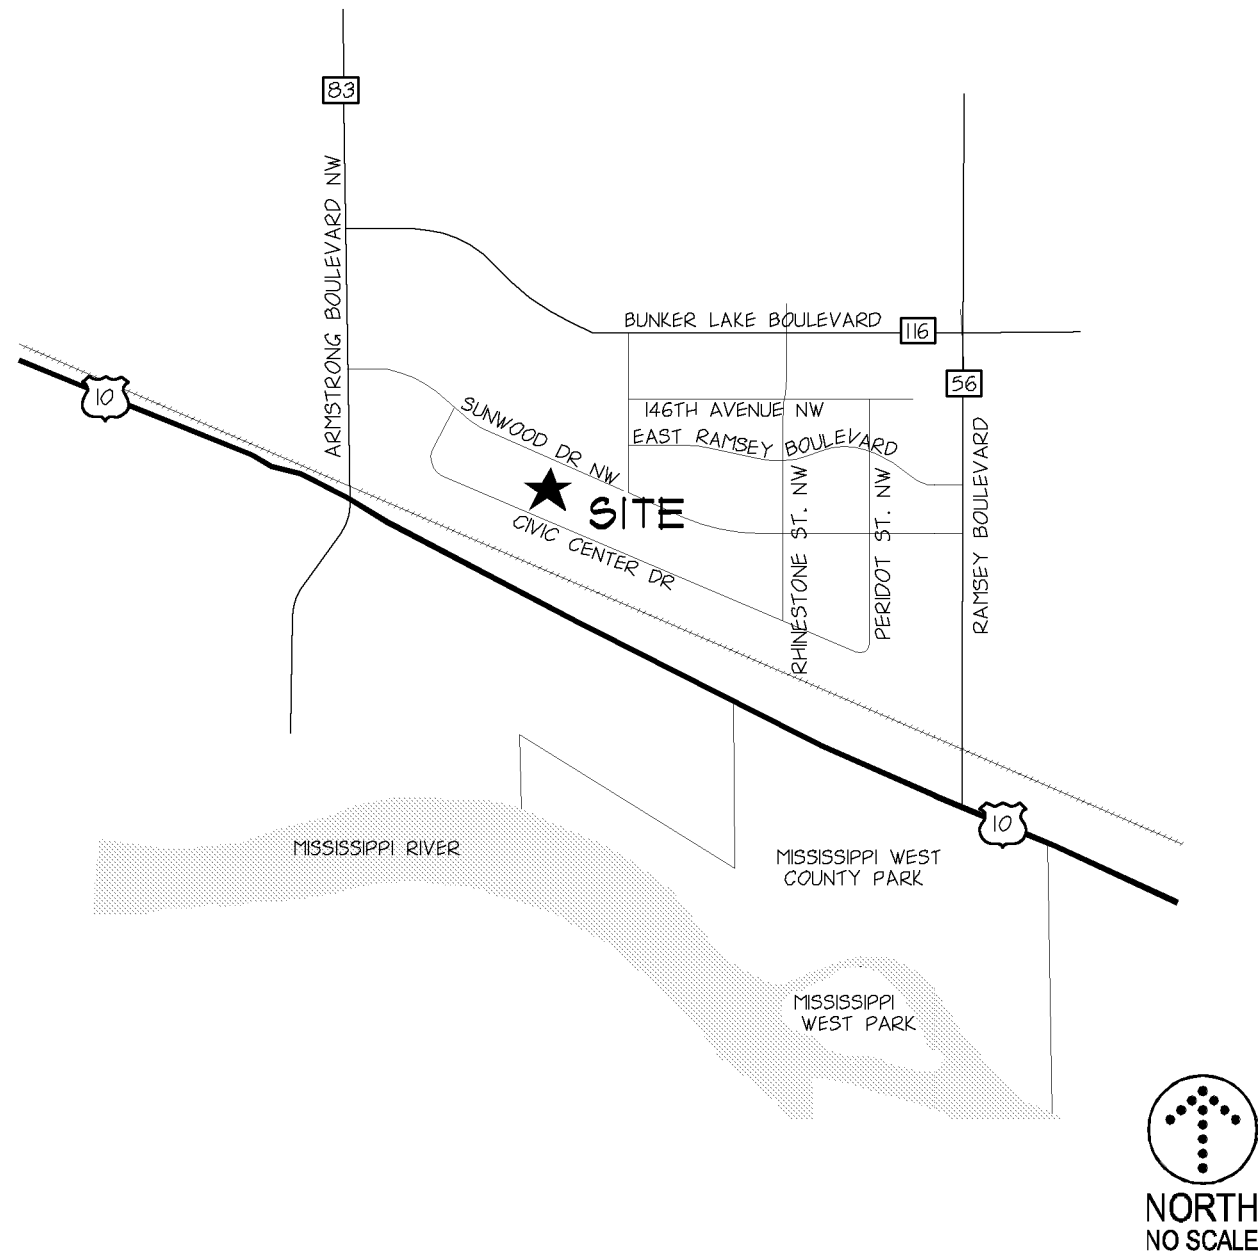 83
ARMSTRONG BOULEVARD NW
BUNKER LAKE BOULEVARD
116
56
10
SUNWOOD DR NW
146TH AVENUE NW
EAST RAMSEY BOULEVARD
SITE
CIVIC CENTER DR
RHINESTONE ST. NW
PERIDOT ST. NW
RAMSEY BOULEVARD
10
MISSISSIPPI RIVER
MISSISSIPPI WEST
COUNTY PARK
MISSISSIPPI
WEST PARK
NORTH
NO SCALE